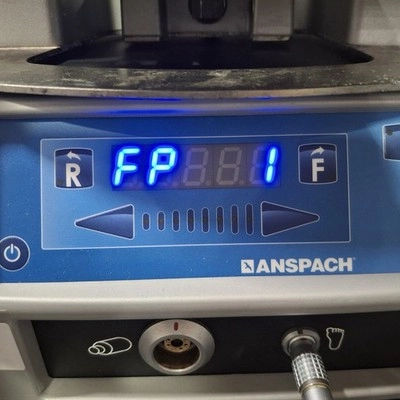 R FP 1 F
ANSPACH